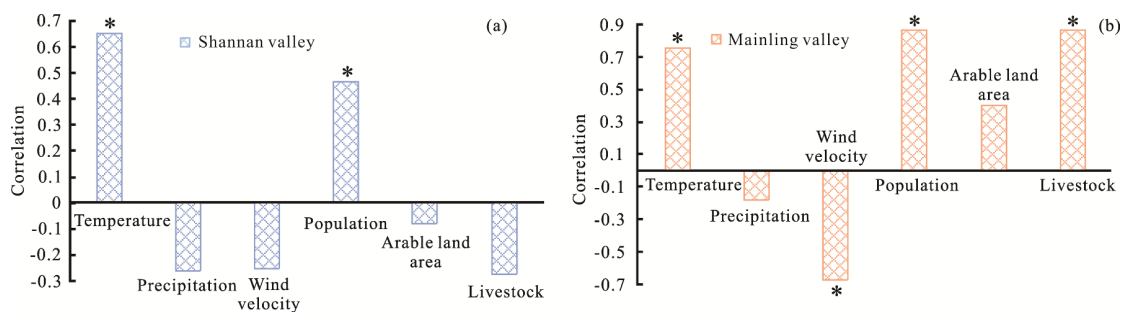 (a)
Shannan valley
Correlation
0.7
0.6
0.5
0.4
0.3
0.2
0.1
0
-0.1
-0.2
-0.3
*
*
Temperature
Precipitation
Wind
velocity
Population
Arable land
area
Livestock
(b)
Mainling valley
Correlation
0.9
0.7
0.5
0.3
0.1
-0.1
-0.3
-0.5
-0.7
*
*
*
*
Temperature
Precipitation
Wind
velocity
Population
Arable land
area
Livestock